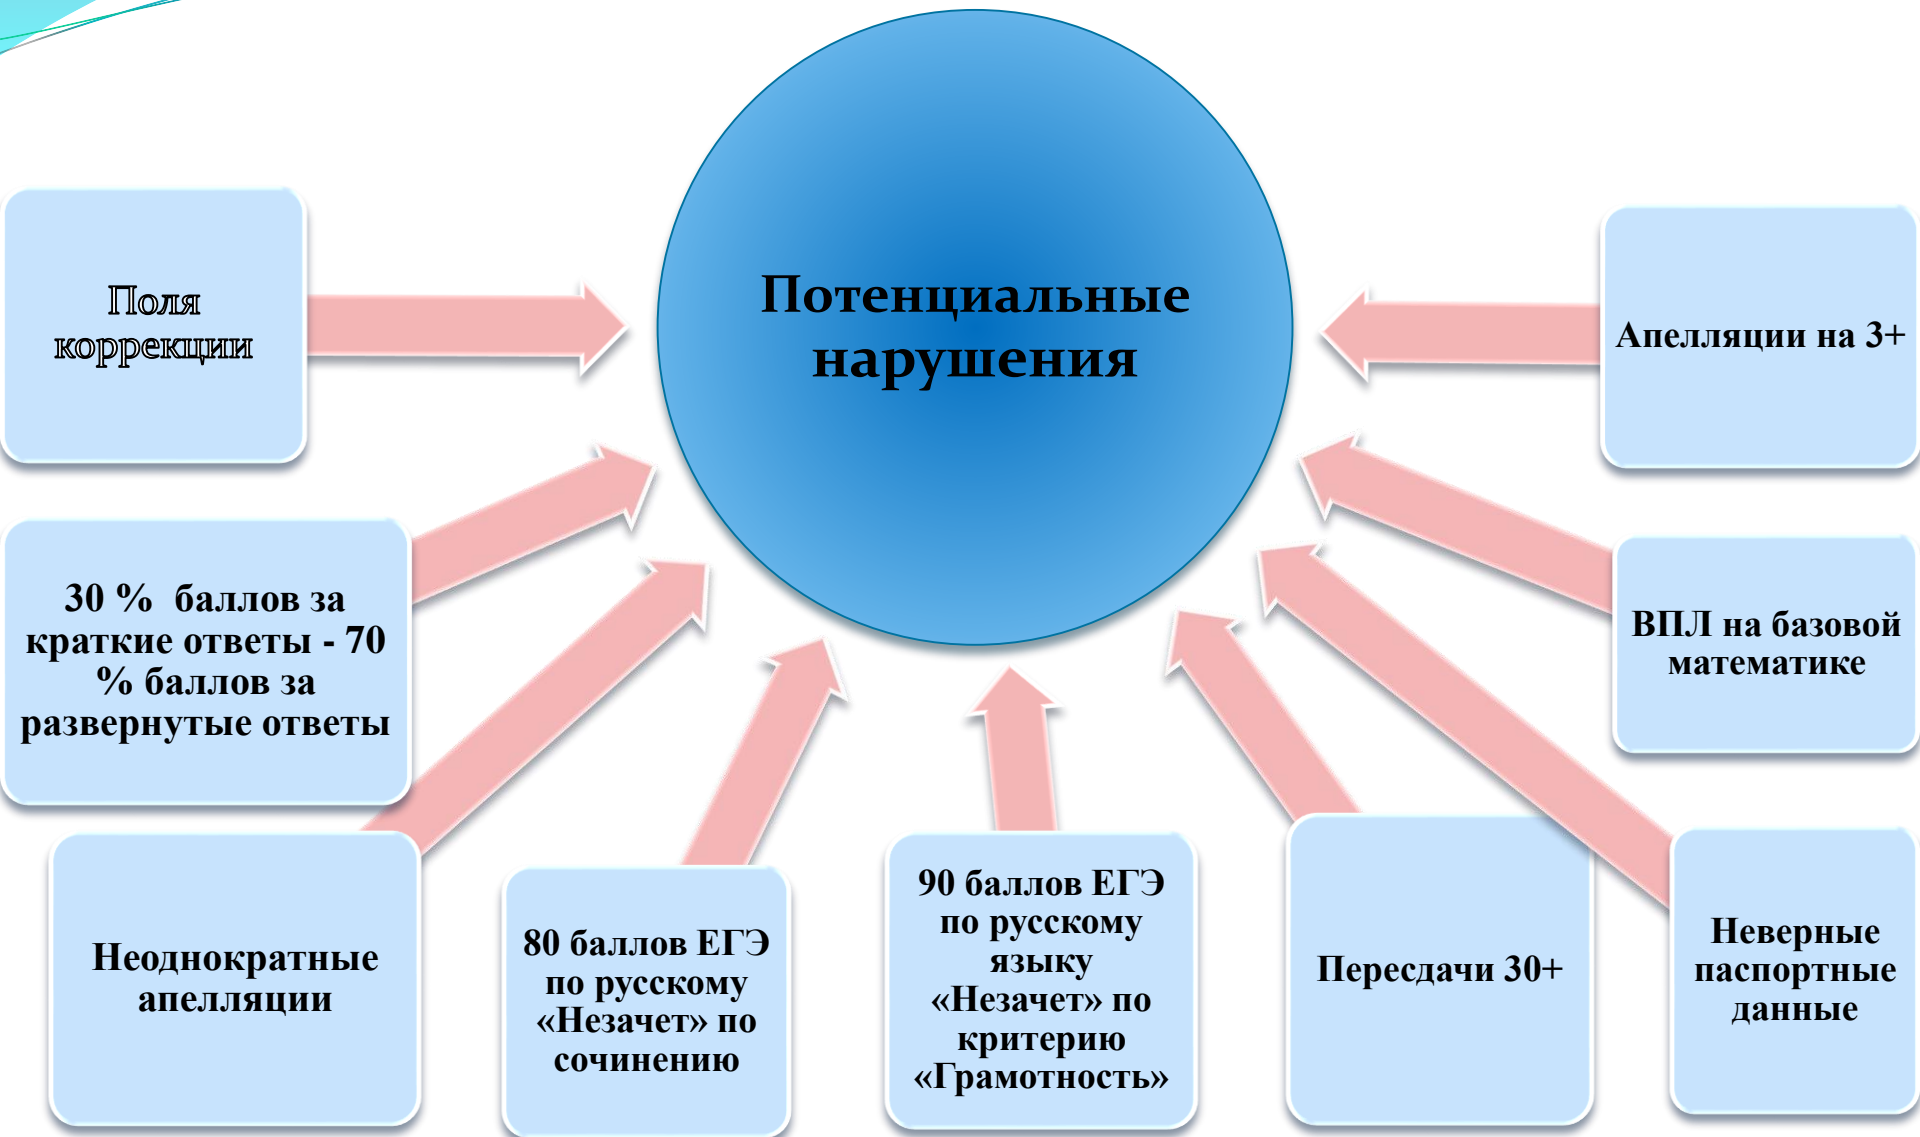 Потенциальные
нарушения
Поля
коррекции
30 % баллов за
краткие ответы - 70
% баллов за
развернутые ответы
Неоднократные
апелляции
80 баллов ЕГЭ
по русскому
«Незачет» по
сочинению
90 баллов ЕГЭ
по русскому
языку
«Незачет» по
критерию
«Грамотность»
Пересдачи 30+
Неверные
паспортные
данные
ВПЛ на базовой
математике
Апелляции на 3+